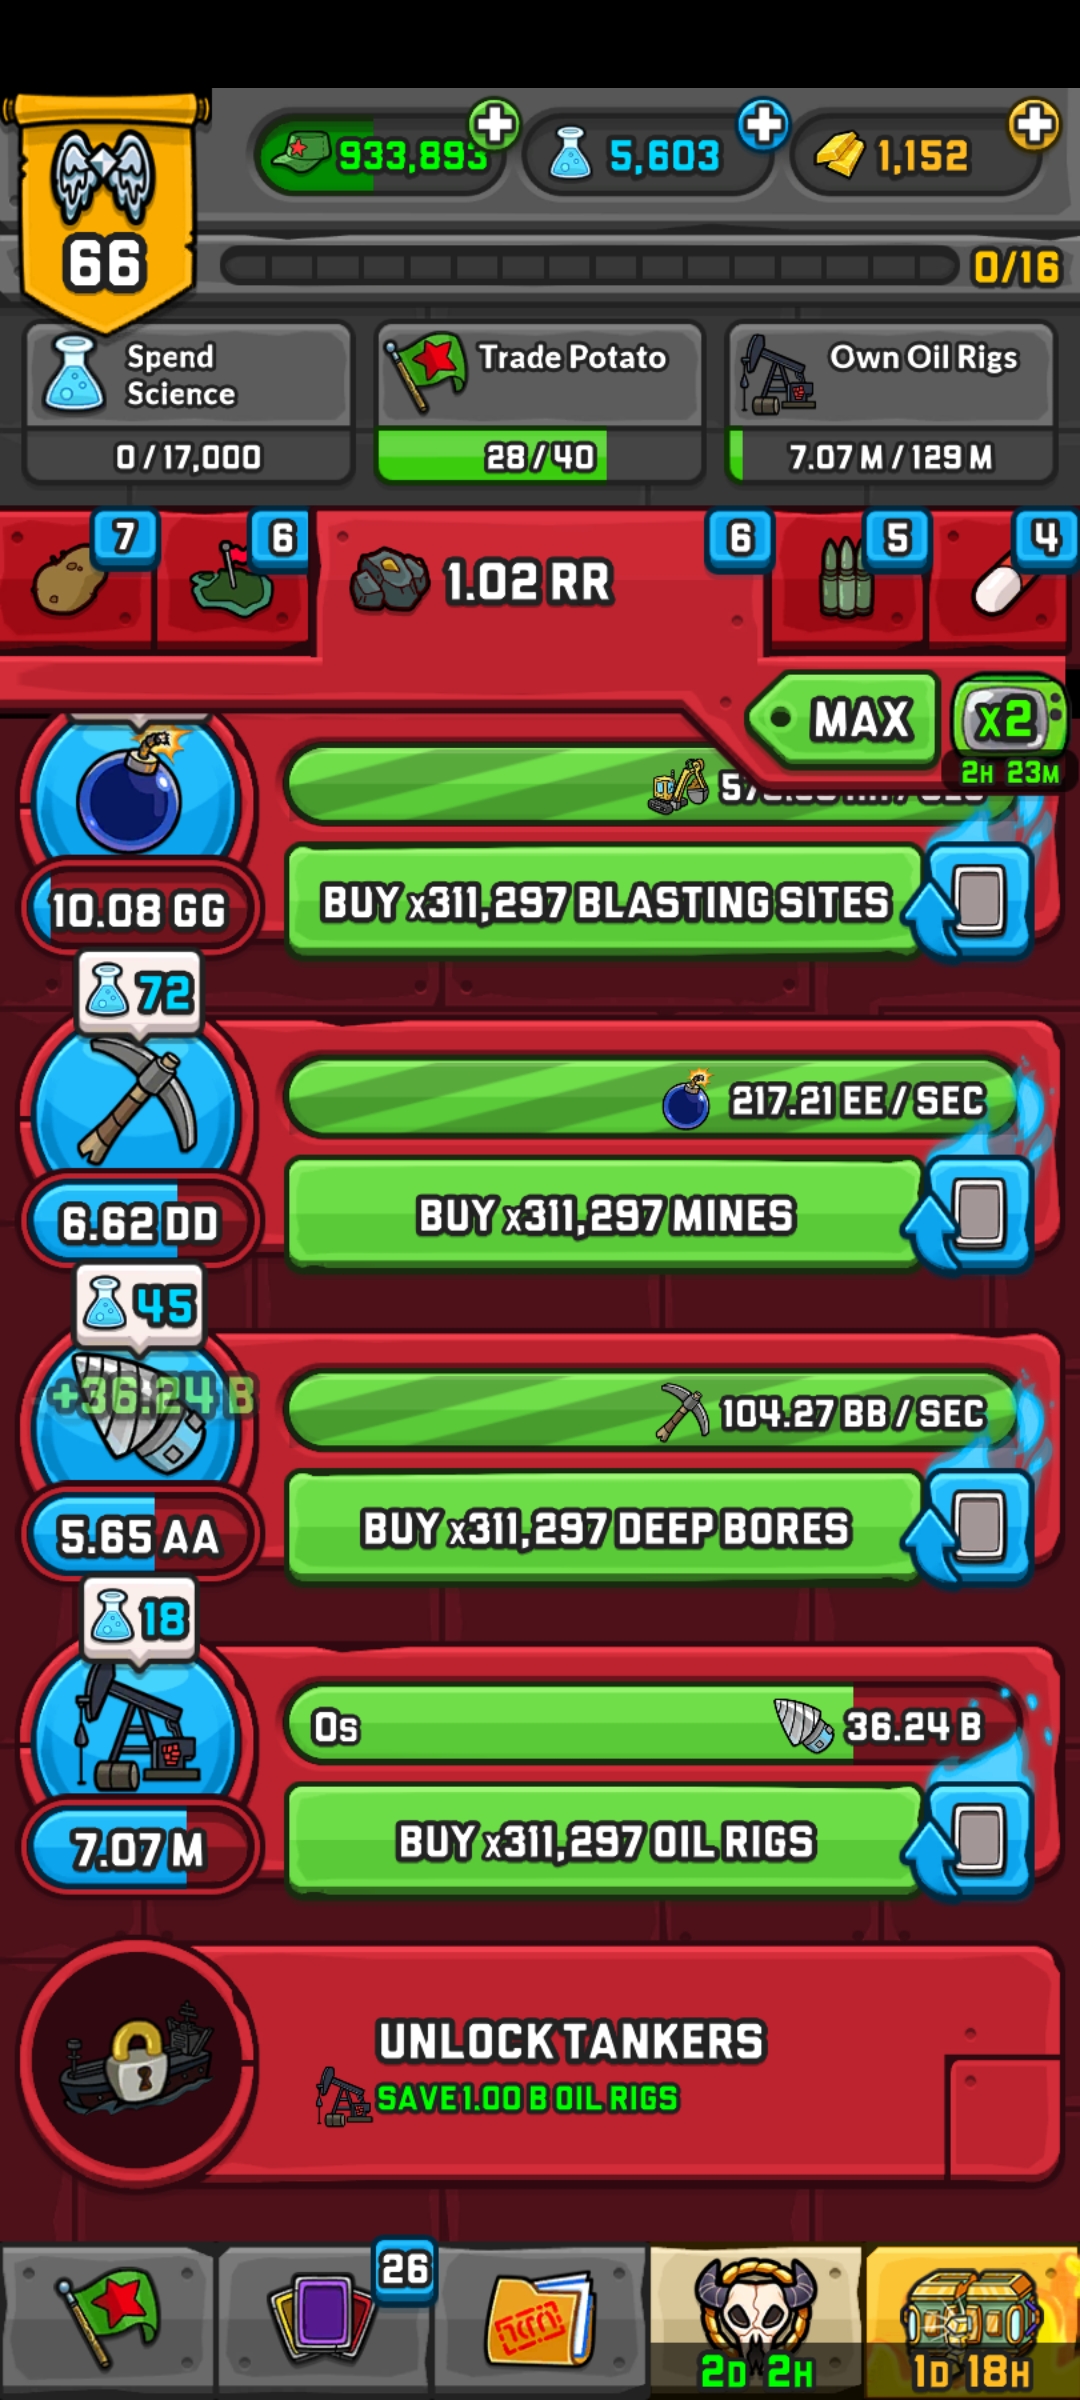 933,893
5,603
1,152
66
0/16
Spend
Science
0/17,000
Trade Potato
28/40
Own Oil Rigs
7.07 M/129 M
7
6
1.02 RR
6
5
4
MAX
x2
2H 23M
10.08 GG
BUY x311,297 BLASTING SITES
72
217.21 EE/SEC
6.62 DD
BUY x311,297 MINES
45
+36.24 B
104.27 BB/SEC
5.65 AA
BUY x311,297 DEEP BORES
18
0s
36.24 B
7.07 M
BUY x311,297 OIL RIGS
UNLOCK TANKERS
SAVE 1.00 B OIL RIGS
26
2D 2H
1D 18H